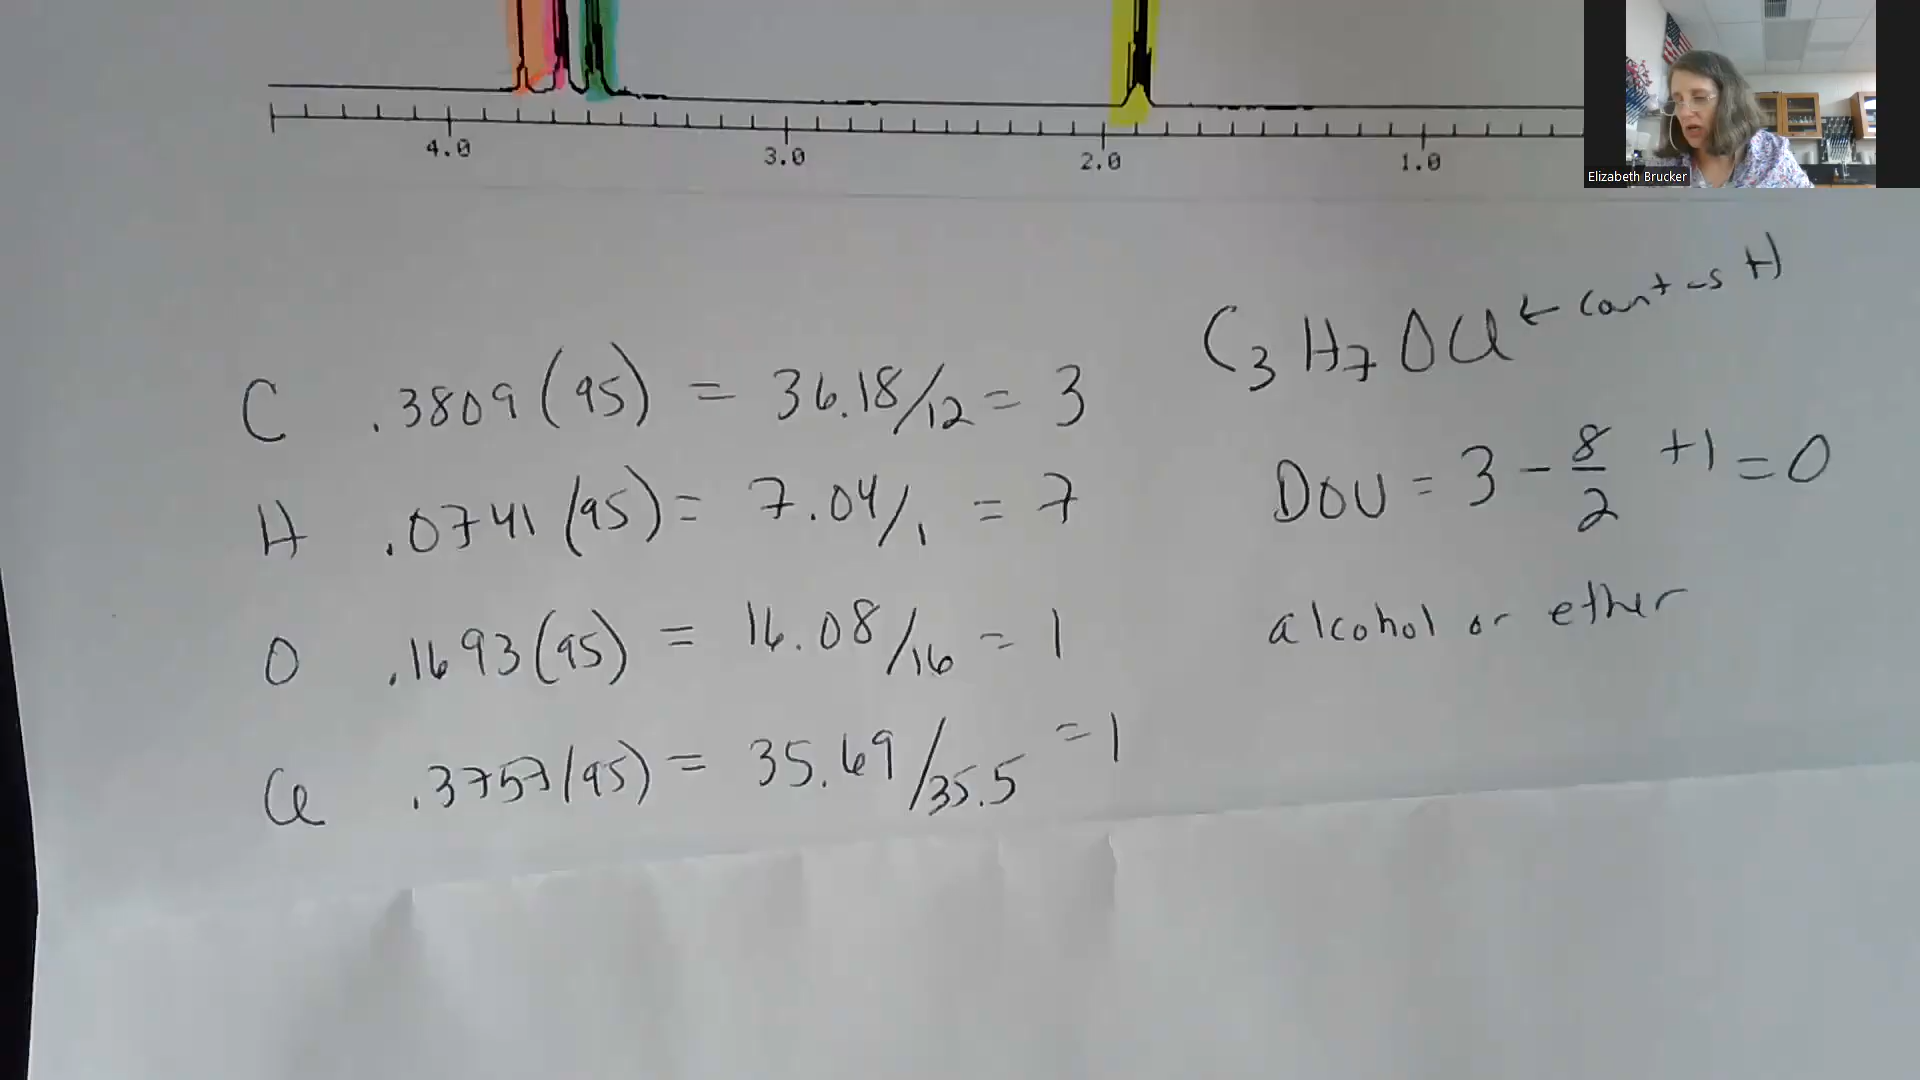 4.0 3.0 2.0 1.0
Elizabeth Brucker
C3H7OCl ← count as H
C .3809 (95) = 36.18/12 = 3
DOU = 3 - 8/2 + 1 = 0
H .0741 (95) = 7.04/1 = 7
alcohol or ether
O .1693 (95) = 16.08/16 = 1
Cl .3757 (95) = 35.69/35.5 = 1